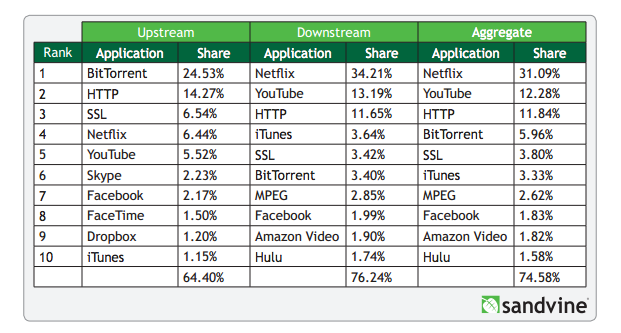 Upstream Downstream Aggregate
Rank Application Share Application Share Application Share
1 BitTorrent 24.53% Netflix 34.21% Netflix 31.09%
2 HTTP 14.27% YouTube 13.19% YouTube 12.28%
3 SSL 6.54% HTTP 11.65% HTTP 11.84%
4 Netflix 6.44% iTunes 3.64% BitTorrent 5.96%
5 YouTube 5.52% SSL 3.42% SSL 3.80%
6 Skype 2.23% BitTorrent 3.40% iTunes 3.33%
7 Facebook 2.17% MPEG 2.85% MPEG 2.62%
8 FaceTime 1.50% Facebook 1.99% Facebook 1.83%
9 Dropbox 1.20% Amazon Video 1.90% Amazon Video 1.82%
10 iTunes 1.15% Hulu 1.74% Hulu 1.58%
64.40% 76.24% 74.58%
sandvine